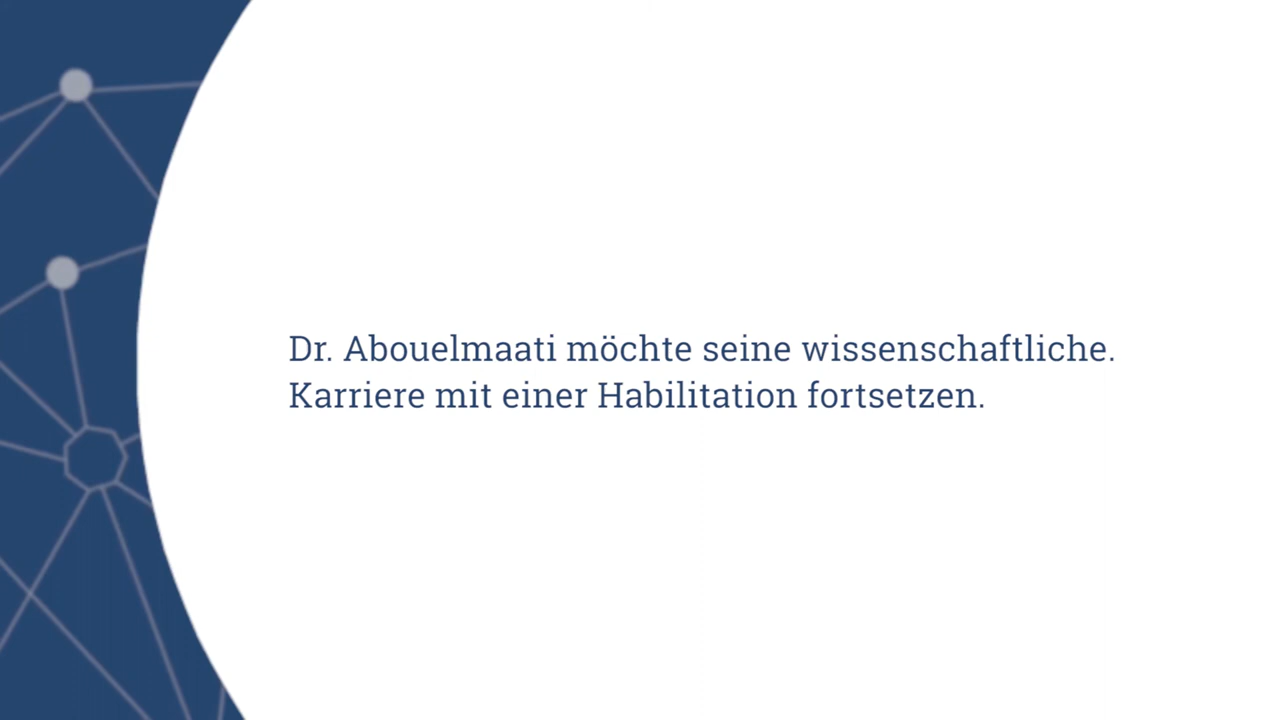 Dr. Abouelmaati möchte seine wissenschaftliche.
Karriere mit einer Habilitation fortsetzen.